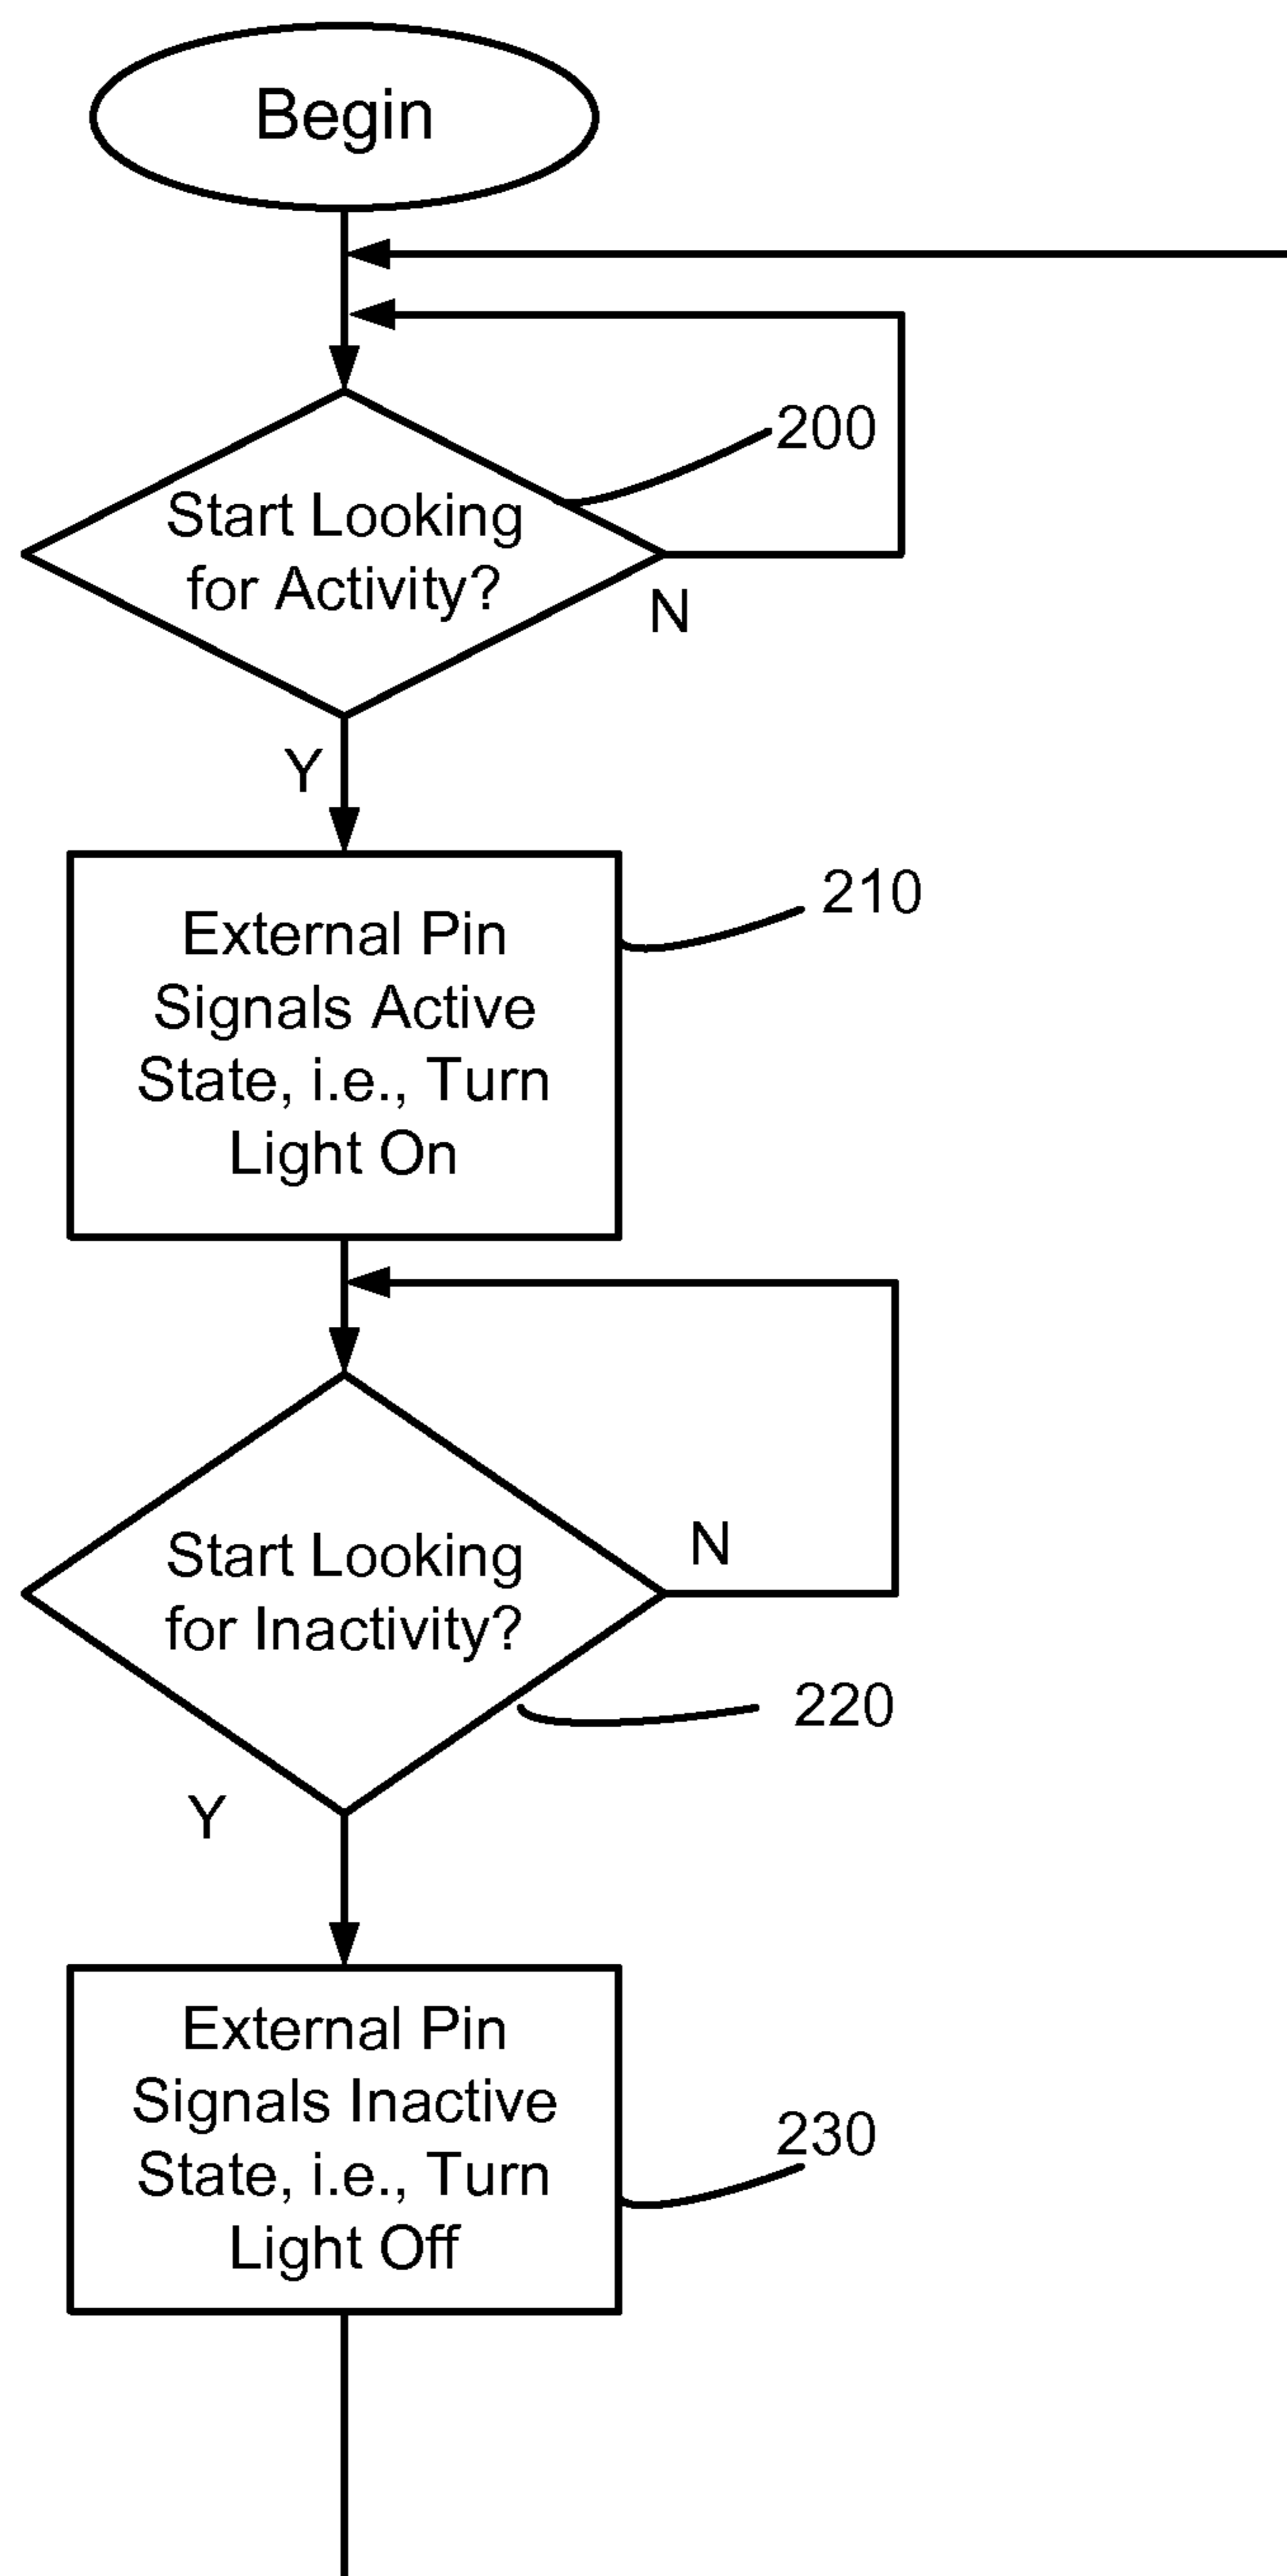 Begin
200
Start Looking
for Activity?
N
Y
210
External Pin
Signals Active
State, i.e., Turn
Light On
N
Start Looking
for Inactivity?
220
Y
External Pin
Signals Inactive
State, i.e., Turn
Light Off
230